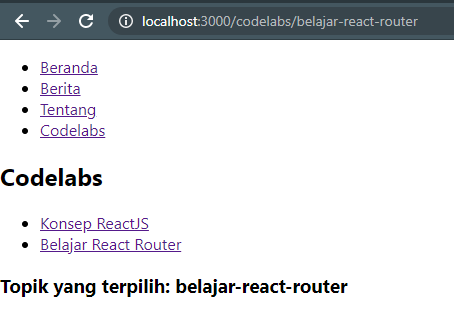 localhost:3000/codelabs/belajar-react-router
Beranda
Berita
Tentang
Codelabs
Codelabs
Konsep ReactJS
Belajar React Router
Topik yang terpilih: belajar-react-router